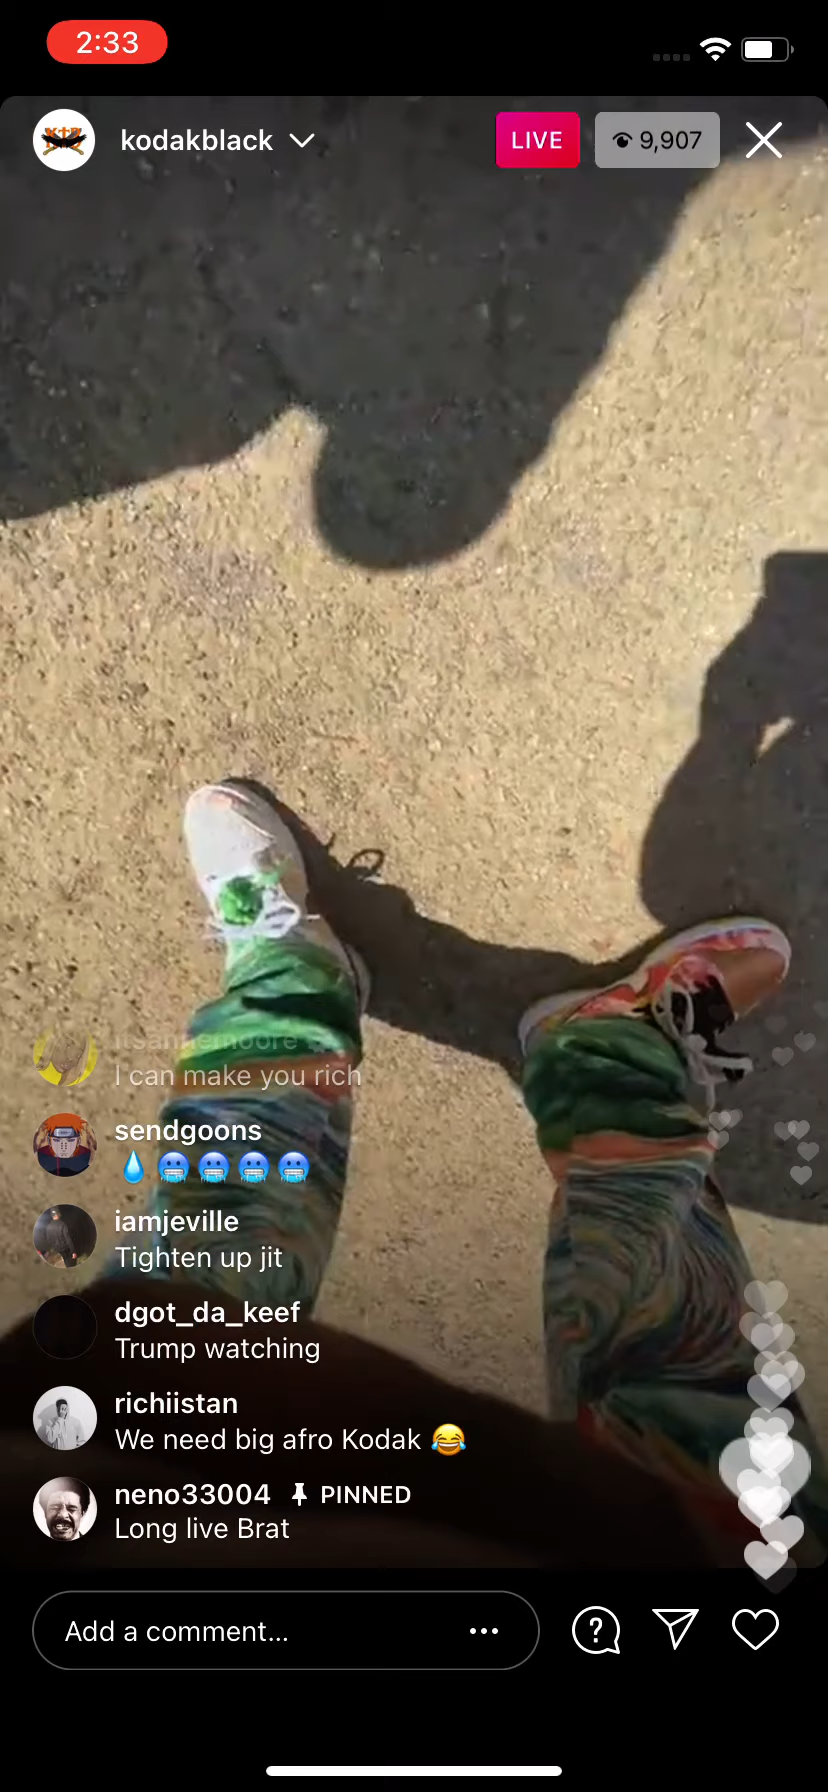 2:33
kodakblack
LIVE
9,907
itsannemoore
I can make you rich
sendgoons
💧🥶🥶🥶🥶
iamjeville
Tighten up jit
dgot_da_keef
Trump watching
richiistan
We need big afro Kodak 😂
neno33004 PINNED
Long live Brat
Add a comment...